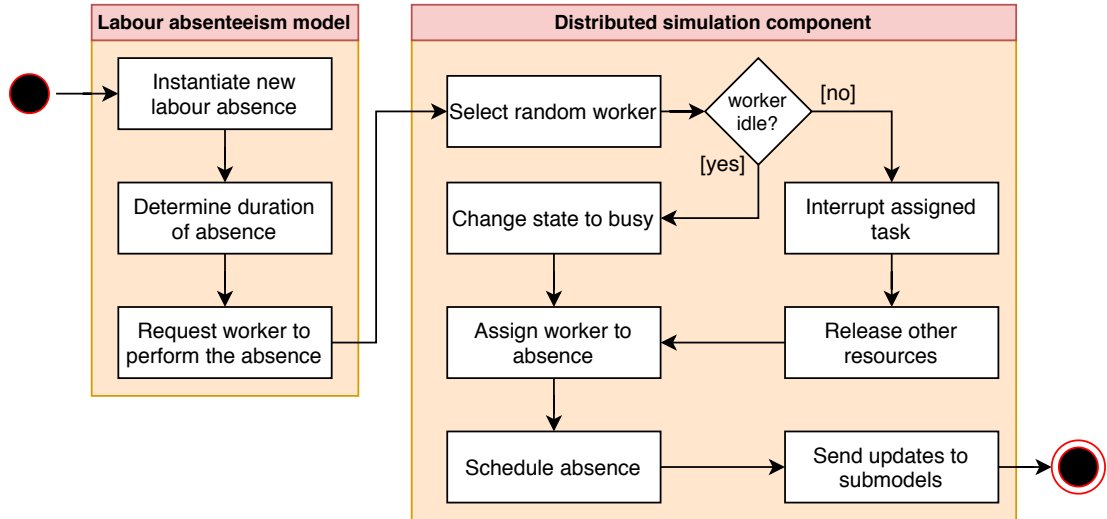 Labour absenteeism model
Instantiate new
labour absence
Determine duration
of absence
Request worker to
perform the absence
Distributed simulation component
Select random worker
worker
idle?
[no]
[yes]
Change state to busy
Interrupt assigned
task
Assign worker to
absence
Release other
resources
Schedule absence
Send updates to
submodels